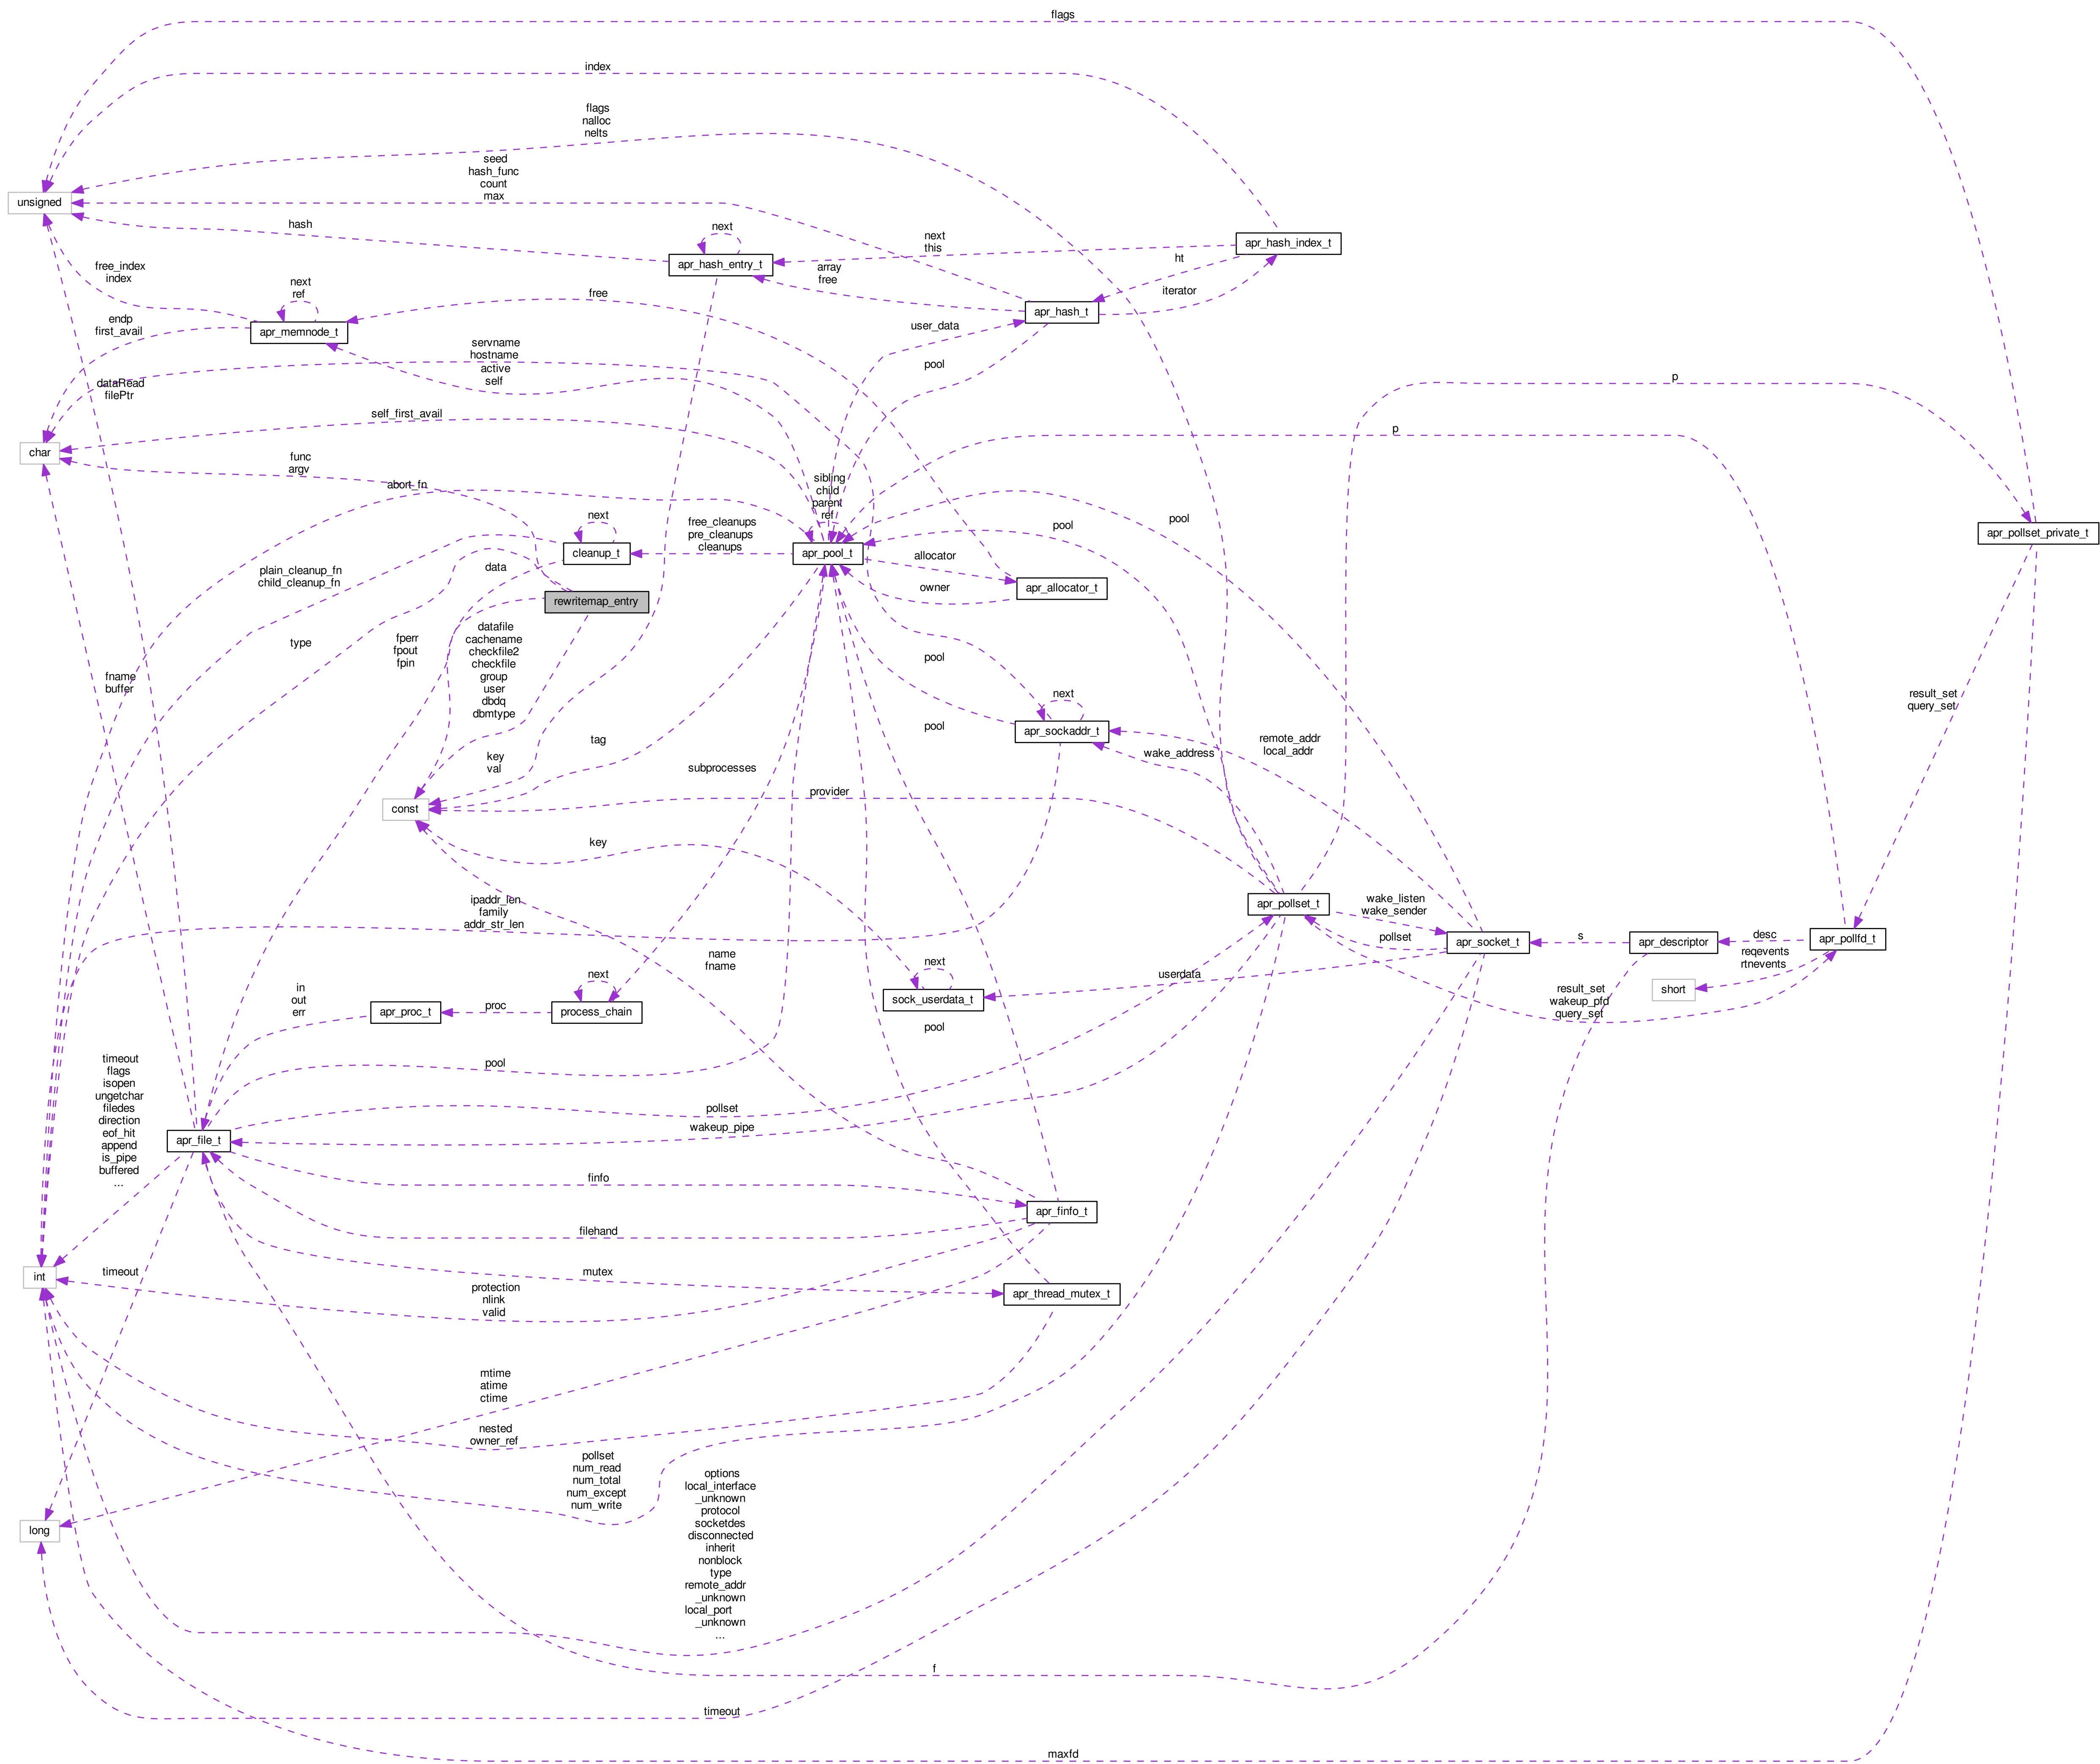 flags
index
flags
nalloc
nelts
seed
hash_func
count
max
unsigned
hash
next
apr_hash_entry_t
next
this
apr_hash_index_t
ht
array
free
iterator
free_index
index
next
ref
free
apr_hash_t
endp
first_avail
apr_memnode_t
user_data
servname
hostname
active
self
pool
dataRead
filePtr
p
self_first_avail
char
p
func
argv
abort_fn
sibling
child
parent
ref
next
free_cleanups
pre_cleanups
cleanups
pool
pool
apr_pollset_private_t
cleanup_t
apr_pool_t
allocator
plain_cleanup_fn
child_cleanup_fn
data
owner
apr_allocator_t
rewritemap_entry
type
fperr
fpout
fpin
datafile
cachename
checkfile2
checkfile
group
user
dbdq
dbmtype
pool
fname
buffer
next
result_set
query_set
pool
apr_sockaddr_t
tag
key
val
subprocesses
wake_address
remote_addr
local_addr
const
provider
key
ipaddr_len
family
addr_str_len
apr_pollset_t
wake_listen
wake_sender
name
fname
pollset
apr_socket_t
s
apr_descriptor
desc
apr_pollfd_t
reqevents
rtnevents
next
userdata
in
out
err
next
sock_userdata_t
result_set
wakeup_pfd
query_set
short
apr_proc_t
proc
process_chain
pool
pool
timeout
flags
isopen
ungetchar
filedes
direction
eof_hit
append
is_pipe
buffered
...
pollset
wakeup_pipe
apr_file_t
finfo
apr_finfo_t
filehand
int
timeout
mutex
protection
nlink
valid
apr_thread_mutex_t
mtime
atime
ctime
nested
owner_ref
pollset
num_read
num_total
num_except
num_write
options
local_interface
_unknown
protocol
socketdes
disconnected
inherit
nonblock
type
remote_addr
_unknown
local_port
_unknown
...
long
f
timeout
maxfd